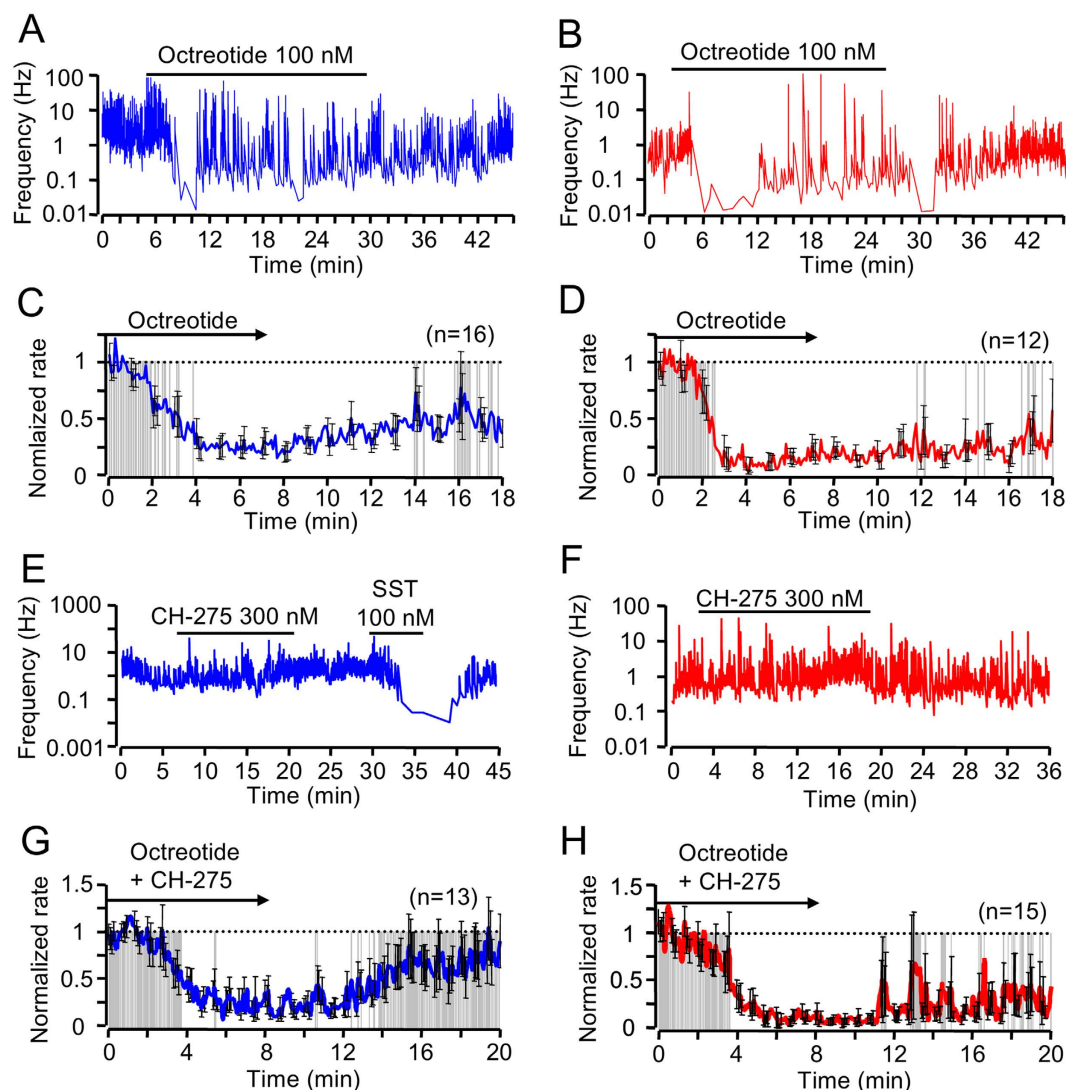 A
Octreotide 100 nM
Frequency (Hz)
100
10
1
0.1
0.01
0 6 12 18 24 30 36 42
Time (min)
B
Octreotide 100 nM
Frequency (Hz)
100
10
1
0.1
0.01
0 6 12 18 24 30 36 42
Time (min)
C
Octreotide
(n=16)
Nomlaized rate
1
0.5
0
0 2 4 6 8 10 12 14 16 18
Time (min)
D
Octreotide
(n=12)
Normalized rate
1
0.5
0
0 2 4 6 8 10 12 14 16 18
Time (min)
E
SST
CH-275 300 nM 100 nM
Frequency (Hz)
1000
10
0.1
0.001
0 5 10 15 20 25 30 35 40 45
Time (min)
F
CH-275 300 nM
Frequency (Hz)
100
10
1
0.1
0.01
0 4 8 12 16 20 24 28 32 36
Time (min)
G
Octreotide
+ CH-275
(n=13)
Normalized rate
1.5
1
0.5
0
0 2 4 6 8 10 12 14 16 20
Time (min)
H
Octreotide
+ CH-275
(n=15)
Normalized rate
1.5
1
0.5
0
0 4 8 12 16 20
Time (min)